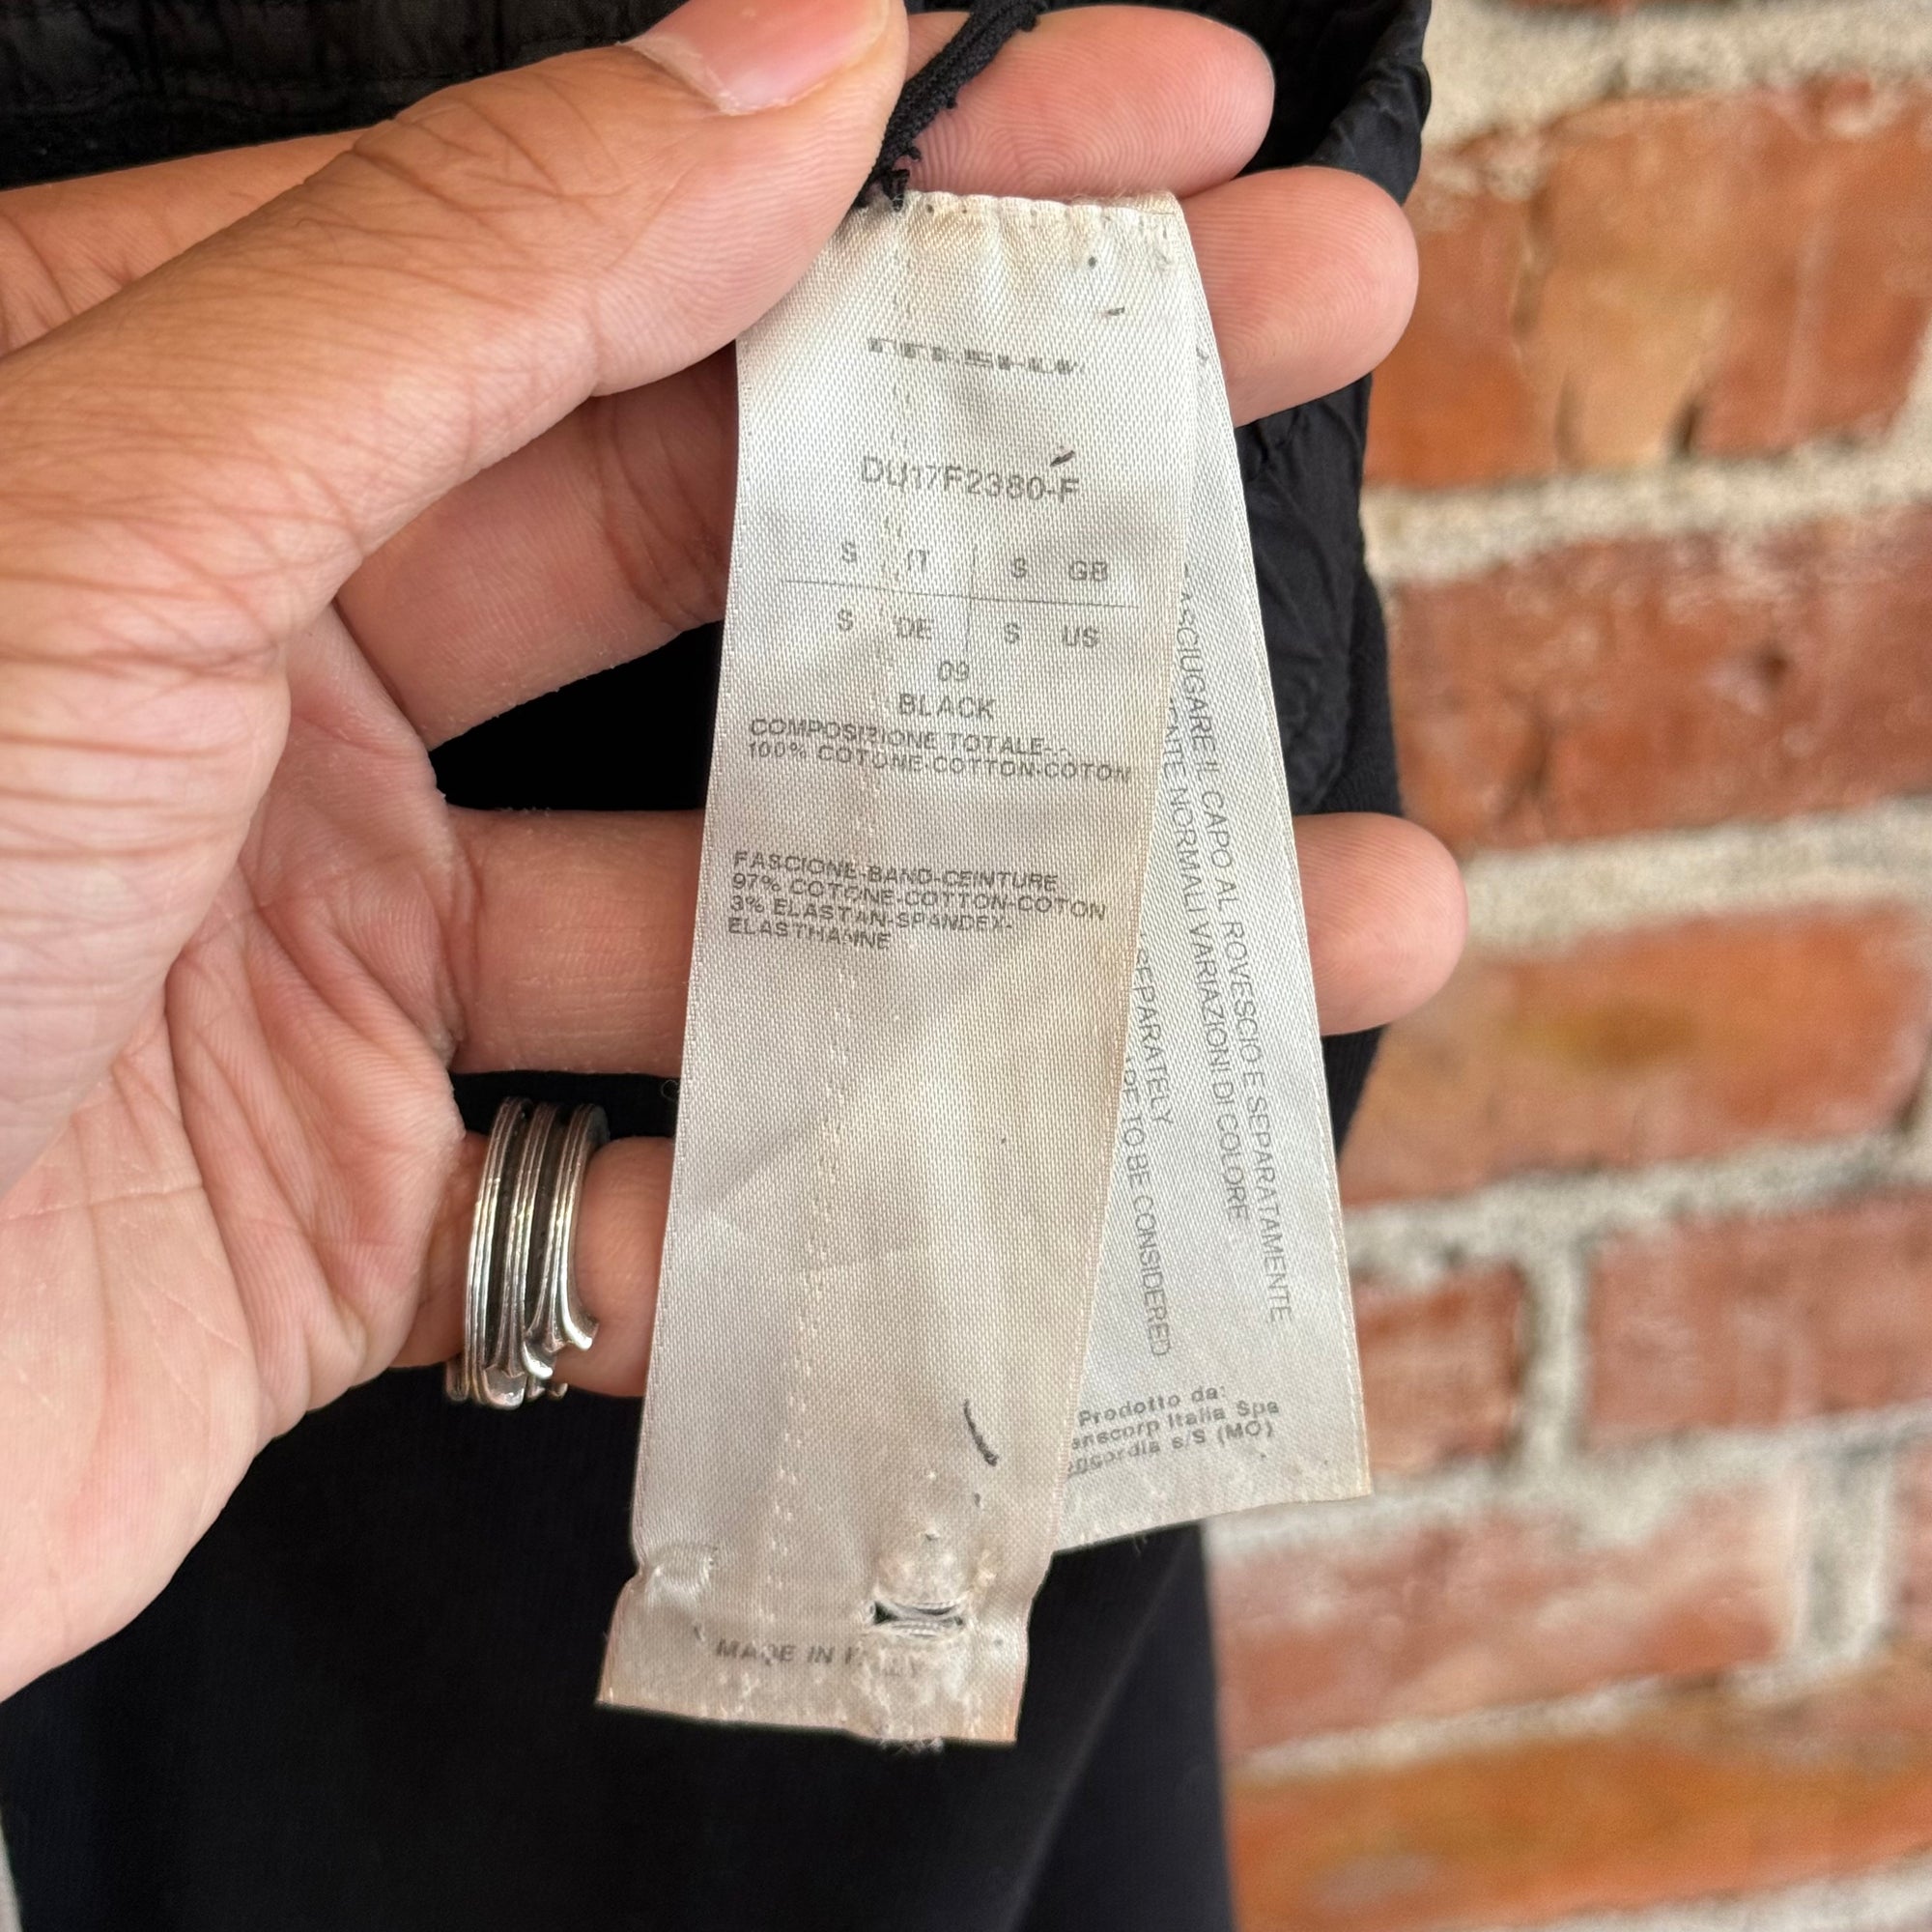 DU17F2380-F
S IT S GB
S DE S US
09
BLACK
COMPOSIZIONE TOTALE-
100% COTONE-COTTON-COTON
FASCIONE-BAND-CEINTURE
97% COTONE-COTTON-COTON
3% ELASTAN-SPANDEX-
ELASTHANNE
MADE IN
ASCIUGARE IL CAPO AL ROVESCIO E SEPARATAMENTE
NORMALI VARIAZIONI DI COLORE
SEPARATELY
TO BE CONSIDERED
Prodotto da:
Italia Spa
s/S (MO)